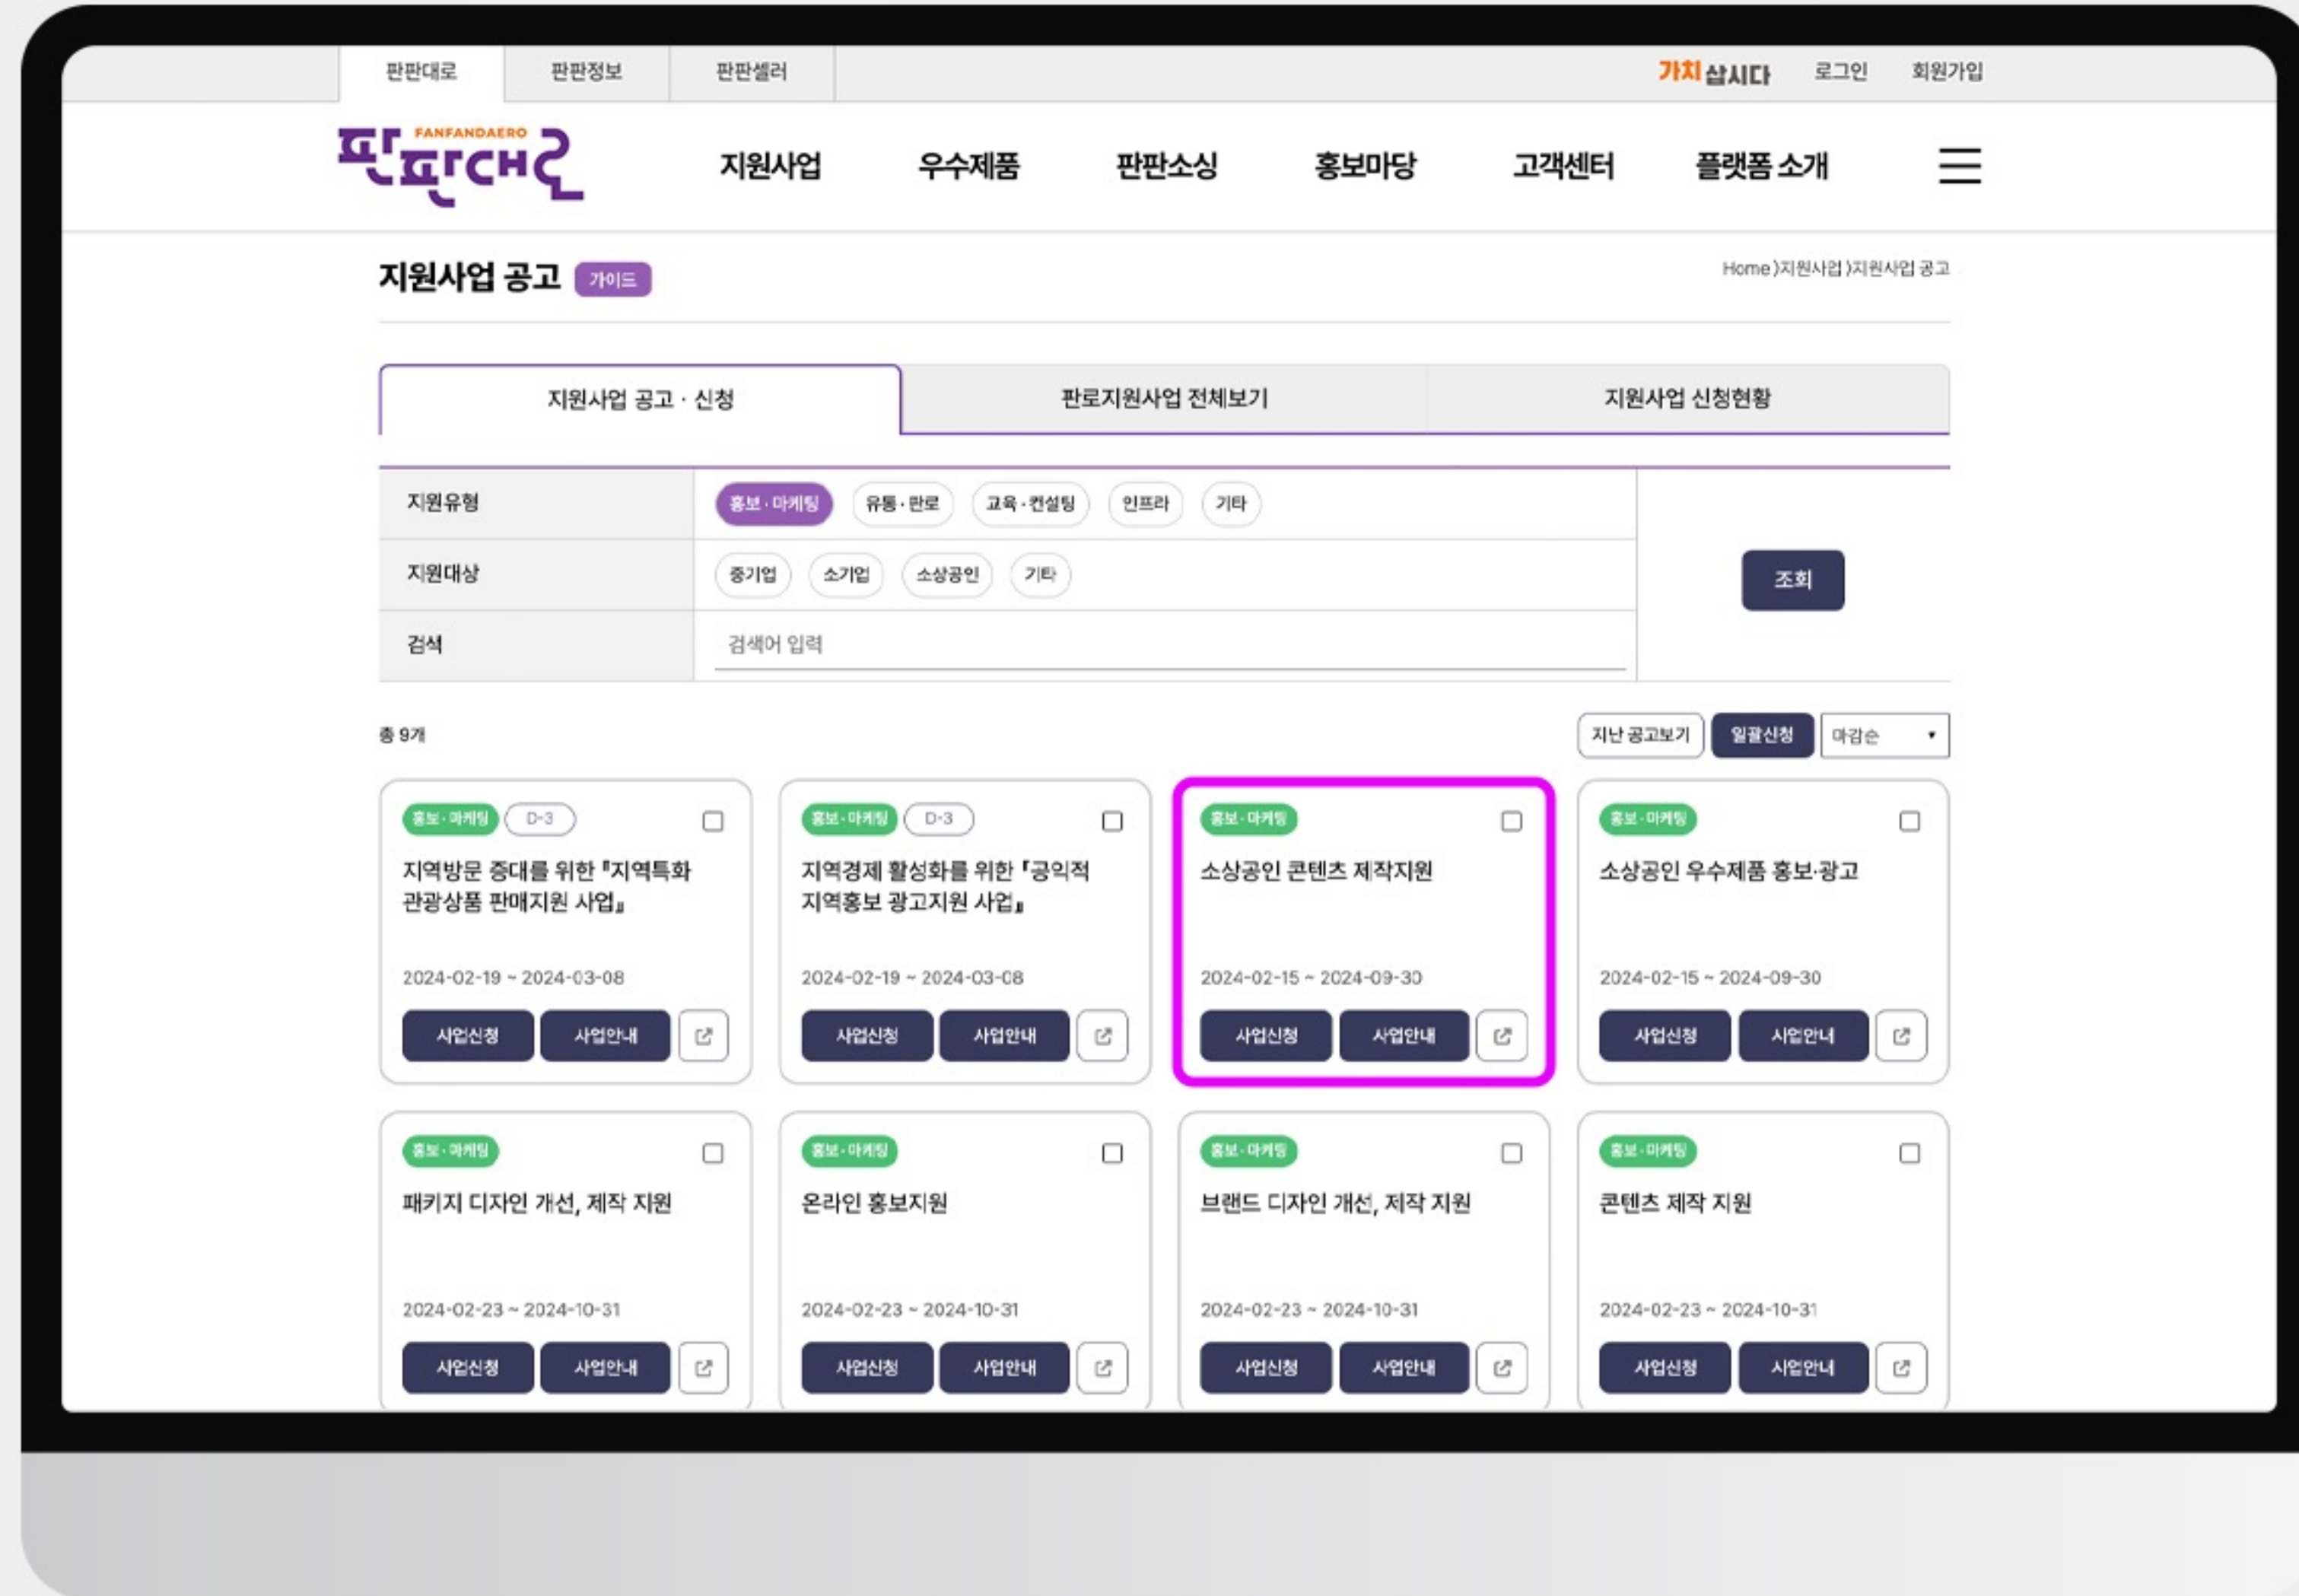 판판대로 판판정보 판판셀러 가치삽시다 로그인 회원가입
FANFANDAERO
판판대로
지원사업 우수제품 판판소싱 홍보마당 고객센터 플랫폼 소개
지원사업 공고 가이드 Home 〉지원사업 〉지원사업 공고
지원사업 공고 · 신청 판로지원사업 전체보기 지원사업 신청현황
지원유형 홍보 · 마케팅 유통 · 판로 교육 · 컨설팅 인프라 기타
지원대상 중기업 소기업 소상공인 기타
조회
검색 검색어 입력
총 9개 지난 공고보기 일괄신청 마감순
홍보 · 마케팅 D-3
지역방문 증대를 위한 『지역특화
관광상품 판매지원 사업』
2024-02-19 ~ 2024-03-08
사업신청 사업안내
홍보 · 마케팅 D-3
지역경제 활성화를 위한 「공익적
지역홍보 광고지원 사업』
2024-02-19 ~ 2024-03-08
사업신청 사업안내
홍보 · 마케팅
소상공인 콘텐츠 제작지원
2024-02-15 ~ 2024-09-30
사업신청 사업안내
홍보 · 마케팅
소상공인 우수제품 홍보·광고
2024-02-15 ~ 2024-09-30
사업신청 사업안내
홍보 · 마케팅
패키지 디자인 개선, 제작 지원
2024-02-23 ~ 2024-10-31
사업신청 사업안내
홍보 · 마케팅
온라인 홍보지원
2024-02-23 ~ 2024-10-31
사업신청 사업안내
홍보 · 마케팅
브랜드 디자인 개선, 제작 지원
2024-02-23 ~ 2024-10-31
사업신청 사업안내
홍보 · 마케팅
콘텐츠 제작 지원
2024-02-23 ~ 2024-10-31
사업신청 사업안내